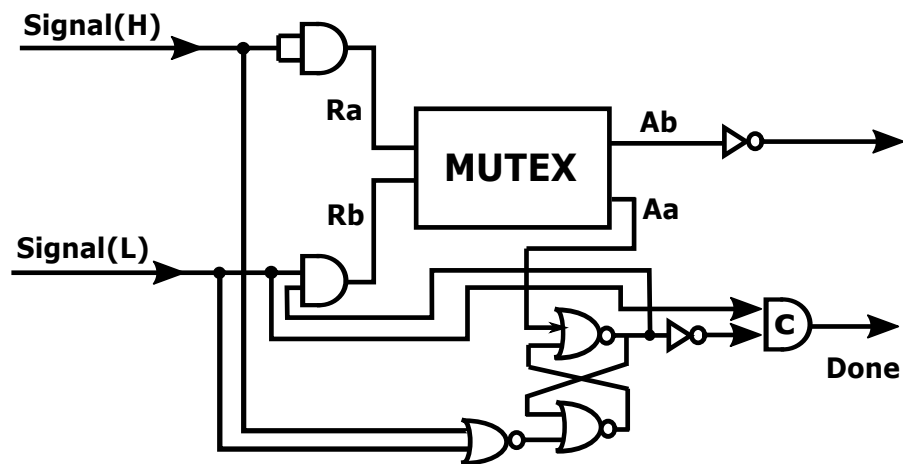 Signal(H)
Ra
Ab
MUTEX
Rb
Aa
Signal(L)
C
Done